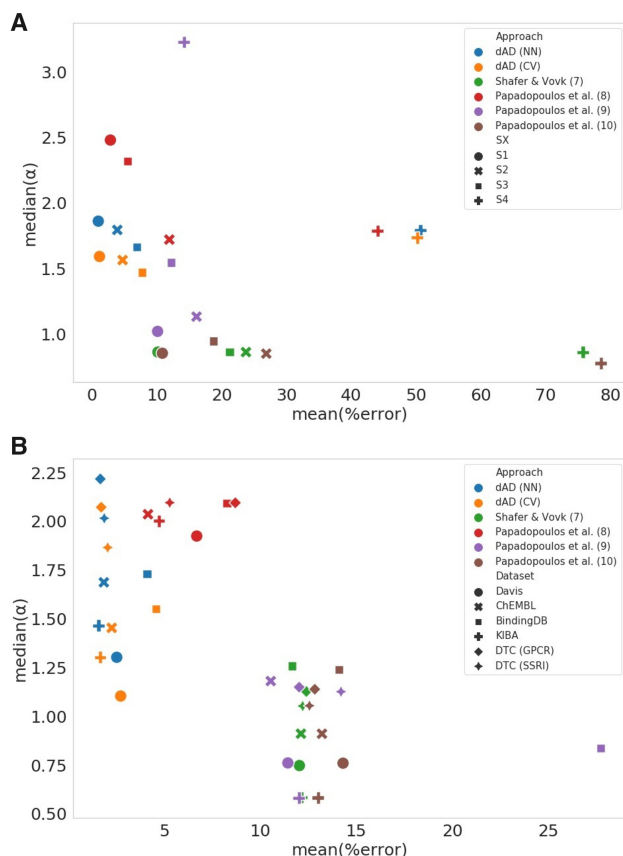 A
3.0
2.5
2.0
1.5
1.0
median(α)
0 10 20 30 40 50 60 70 80
mean(%error)
Approach
dAD (NN)
dAD (CV)
Shafer & Vovk (7)
Papadopoulos et al. (8)
Papadopoulos et al. (9)
Papadopoulos et al. (10)
SX
S1
S2
S3
S4
B
2.25
2.00
1.75
1.50
1.25
1.00
0.75
0.50
median(α)
5 10 15 20 25
mean(%error)
Approach
dAD (NN)
dAD (CV)
Shafer & Vovk (7)
Papadopoulos et al. (8)
Papadopoulos et al. (9)
Papadopoulos et al. (10)
Dataset
Davis
ChEMBL
BindingDB
KIBA
DTC (GPCR)
DTC (SSRI)